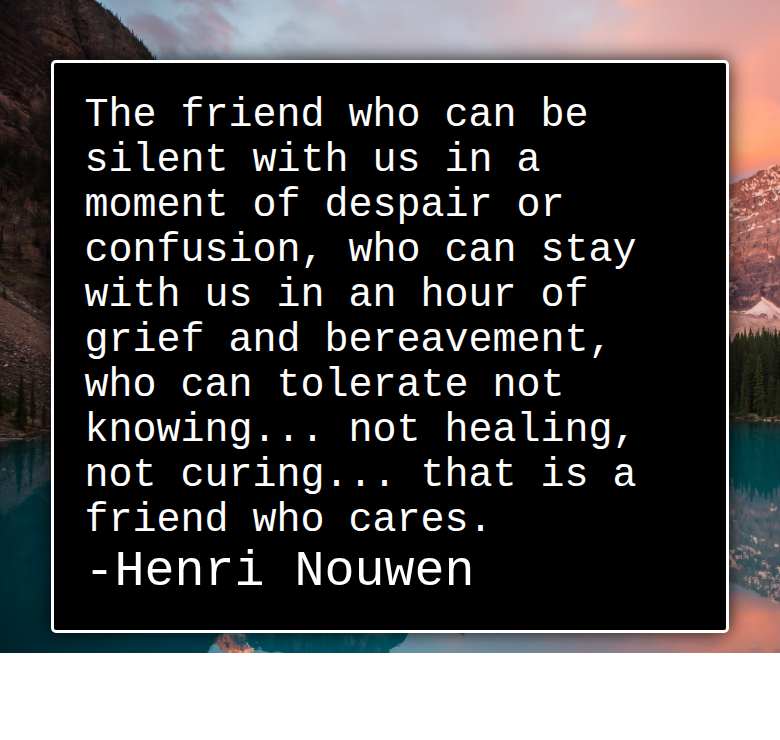 The friend who can be
silent with us in a
moment of despair or
confusion, who can stay
with us in an hour of
grief and bereavement,
who can tolerate not
knowing... not healing,
not curing... that is a
friend who cares.
-Henri Nouwen